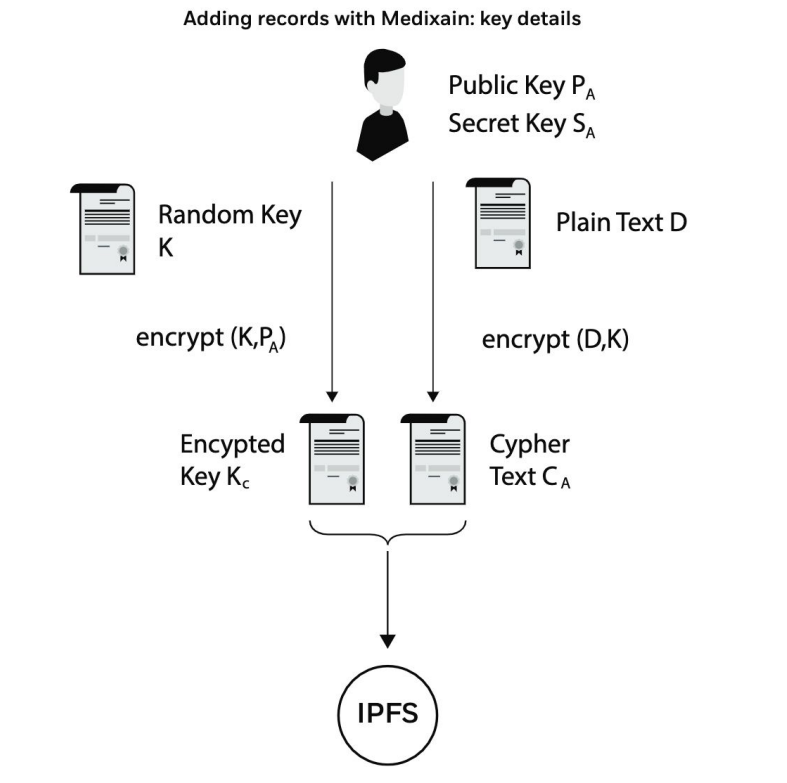 Adding records with Medixain: key details
Public Key PA
Secret Key SA
Random Key
K
Plain Text D
encrypt (K,PA)
encrypt (D,K)
Encypted
Key Kc
Cypher
Text CA
IPFS